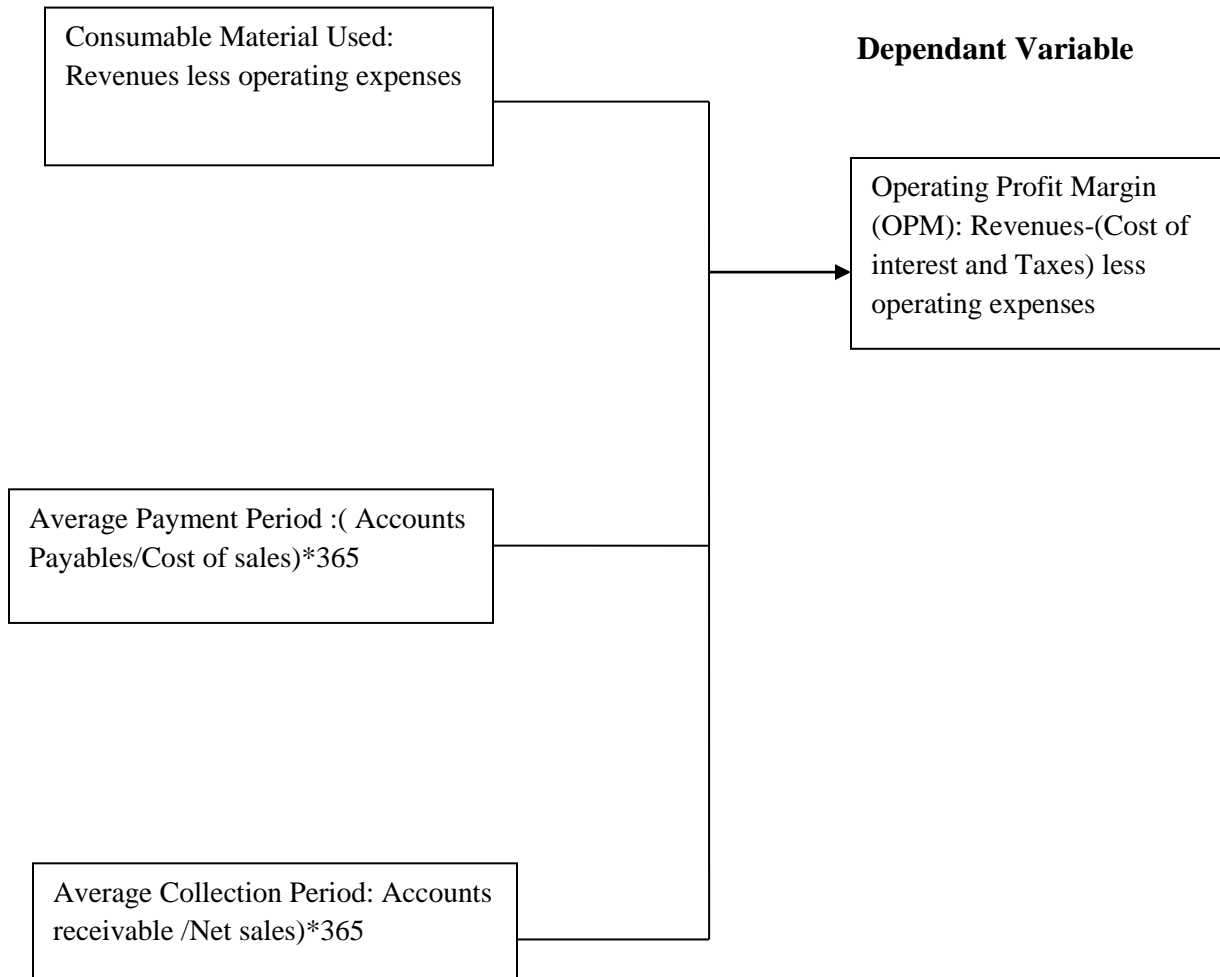 Consumable Material Used:
Revenues less operating expenses
Dependant Variable
Operating Profit Margin
(OPM): Revenues-(Cost of
interest and Taxes) less
operating expenses
Average Payment Period :( Accounts
Payables/Cost of sales)*365
Average Collection Period: Accounts
receivable /Net sales)*365